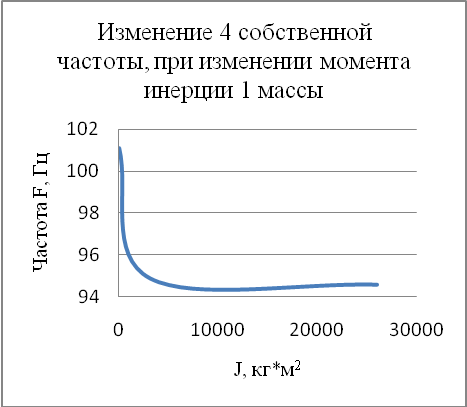 Изменение 4 собственной
частоты, при изменении момента
инерции 1 массы
Частота F, Гц
102
100
98
96
94
0 10000 20000 30000
J, кг*м²